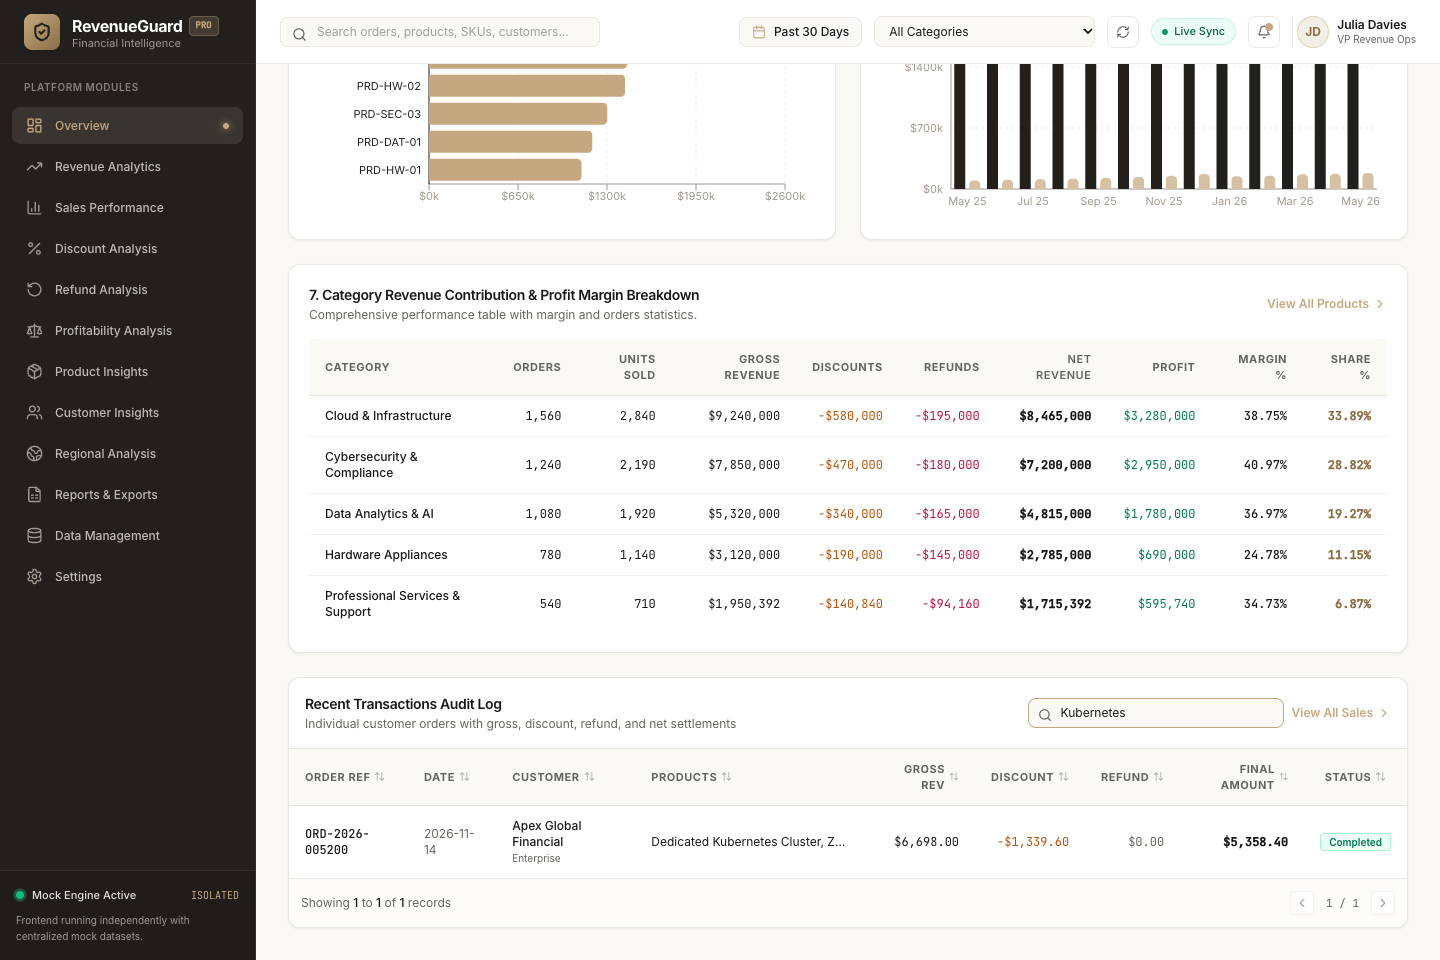 RevenueGuard PRO
Financial Intelligence
Search orders, products, SKUs, customers...
Past 30 Days
All Categories
Live Sync
JD
Julia Davies
VP Revenue Ops
PLATFORM MODULES
Overview
Revenue Analytics
Sales Performance
Discount Analysis
Refund Analysis
Profitability Analysis
Product Insights
Customer Insights
Regional Analysis
Reports & Exports
Data Management
Settings
Mock Engine Active ISOLATED
Frontend running independently with
centralized mock datasets.
PRD-HW-02
PRD-SEC-03
PRD-DAT-01
PRD-HW-01
$0k $650k $1300k $1950k $2600k
$1400k
$700k
$0k
May 25 Jul 25 Sep 25 Nov 25 Jan 26 Mar 26 May 26
7. Category Revenue Contribution & Profit Margin Breakdown
Comprehensive performance table with margin and orders statistics.
View All Products
CATEGORY ORDERS UNITS SOLD GROSS REVENUE DISCOUNTS REFUNDS NET REVENUE PROFIT MARGIN % SHARE %
Cloud & Infrastructure 1,560 2,840 $9,240,000 -$580,000 -$195,000 $8,465,000 $3,280,000 38.75% 33.89%
Cybersecurity & Compliance 1,240 2,190 $7,850,000 -$470,000 -$180,000 $7,200,000 $2,950,000 40.97% 28.82%
Data Analytics & AI 1,080 1,920 $5,320,000 -$340,000 -$165,000 $4,815,000 $1,780,000 36.97% 19.27%
Hardware Appliances 780 1,140 $3,120,000 -$190,000 -$145,000 $2,785,000 $690,000 24.78% 11.15%
Professional Services & Support 540 710 $1,950,392 -$140,840 -$94,160 $1,715,392 $595,740 34.73% 6.87%
Recent Transactions Audit Log
Individual customer orders with gross, discount, refund, and net settlements
Kubernetes
View All Sales
ORDER REF DATE CUSTOMER PRODUCTS GROSS REV DISCOUNT REFUND FINAL AMOUNT STATUS
ORD-2026-005200 2026-11-14 Apex Global Financial Enterprise Dedicated Kubernetes Cluster, Z... $6,698.00 -$1,339.60 $0.00 $5,358.40 Completed
Showing 1 to 1 of 1 records
1 / 1